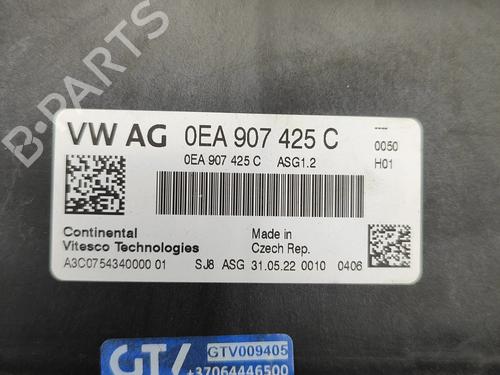 B-PARTS
VW AG 0EA 907 425 C
0EA 907 425 C ASG1.2
0050
H01
Continental
Vitesco Technologies
Made in
Czech Rep.
A3C0754340000 01 SJ8 ASG 31.05.22 0010 0406
GTV
GTV009405
+37064446500